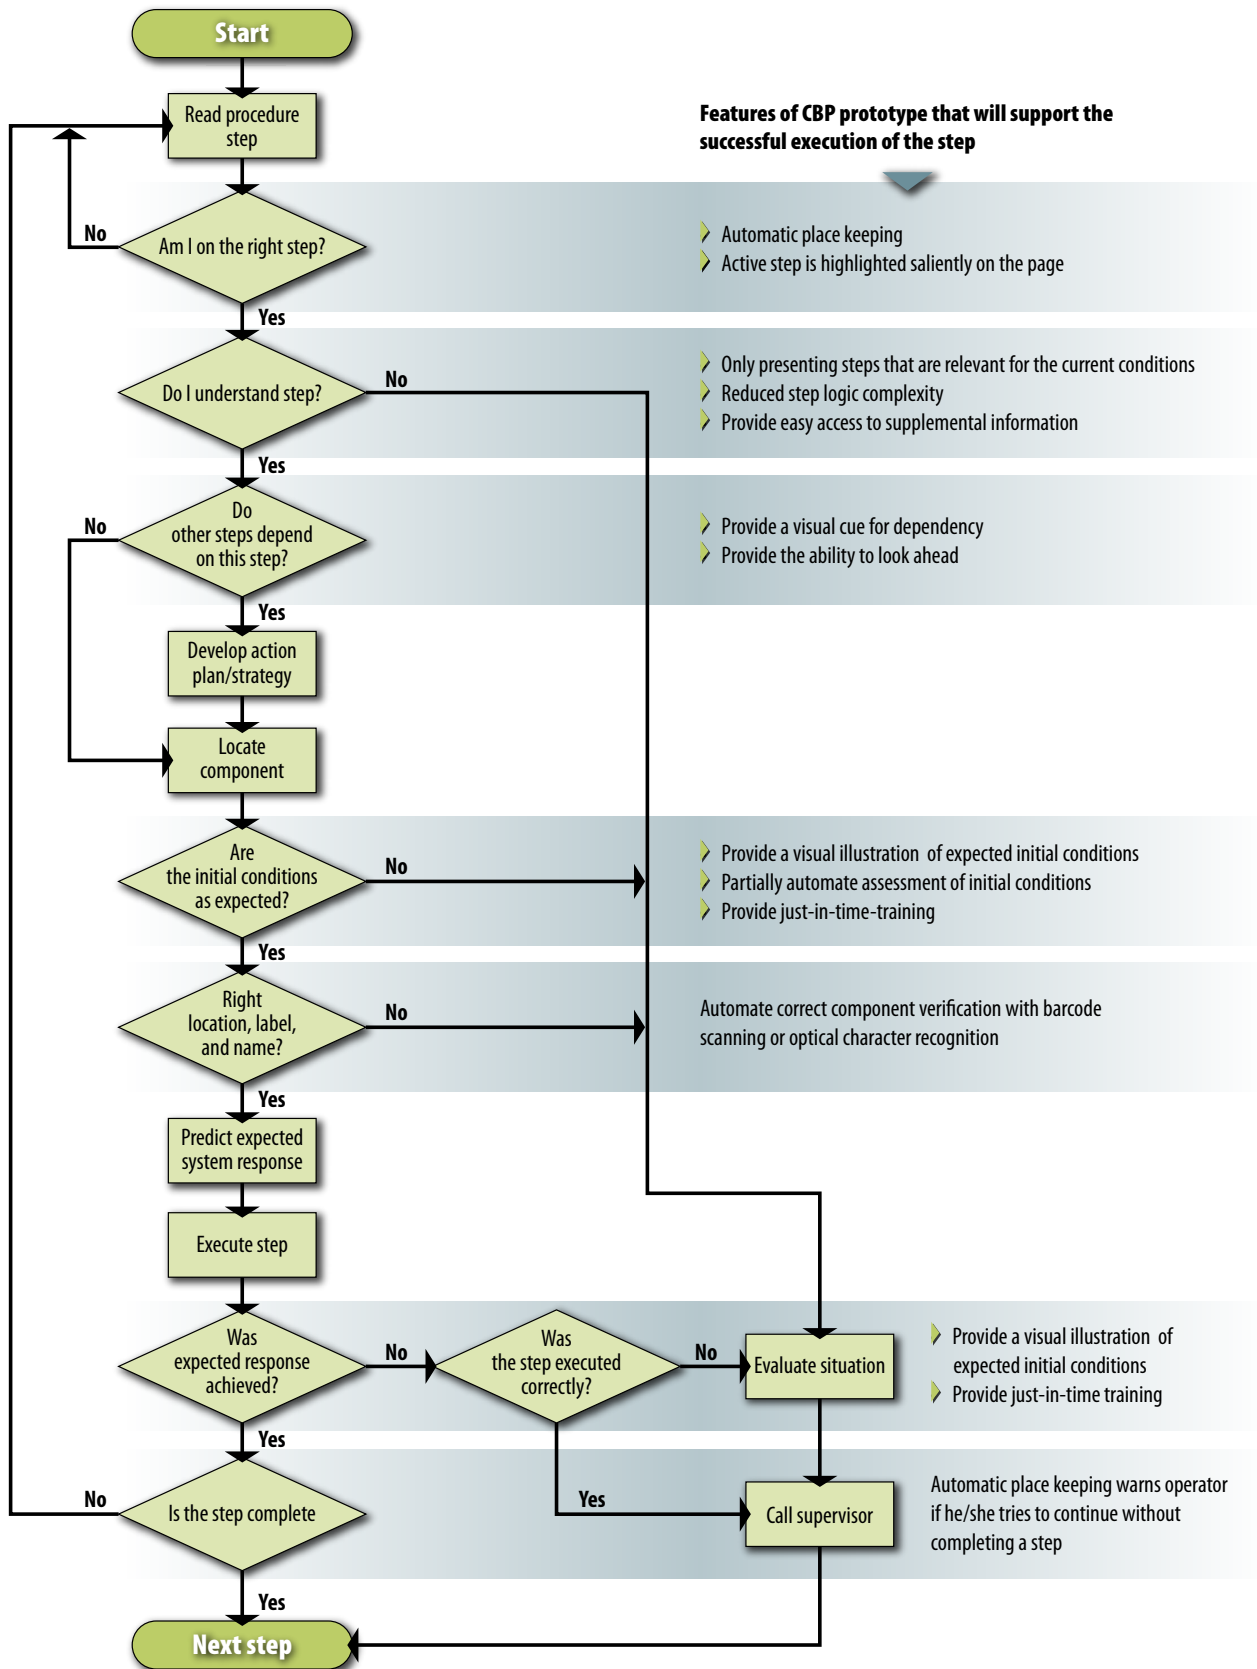 Start
Read procedure
step
Features of CBP prototype that will support the
successful execution of the step
No
Am I on the right step?
Automatic place keeping
Active step is highlighted saliently on the page
Yes
Do I understand step?
No
Only presenting steps that are relevant for the current conditions
Reduced step logic complexity
Provide easy access to supplemental information
Yes
No
Do
other steps depend
on this step?
Provide a visual cue for dependency
Provide the ability to look ahead
Yes
Develop action
plan/strategy
Locate
component
Are
the initial conditions
as expected?
No
Provide a visual illustration of expected initial conditions
Partially automate assessment of initial conditions
Provide just-in-time-training
Yes
Right
location, label,
and name?
No
Automate correct component verification with barcode
scanning or optical character recognition
Yes
Predict expected
system response
Execute step
Was
expected response
achieved?
No
Was
the step executed
correctly?
No
Evaluate situation
Provide a visual illustration of
expected initial conditions
Provide just-in-time training
Yes
No
Is the step complete
Yes
Call supervisor
Automatic place keeping warns operator
if he/she tries to continue without
completing a step
Yes
Next step